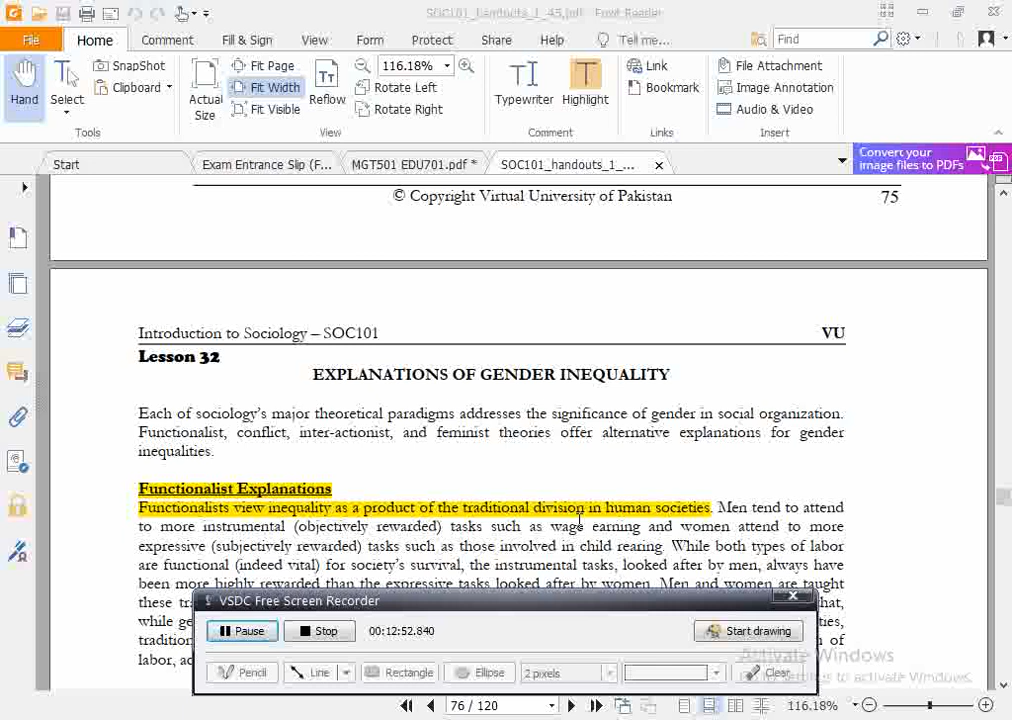 SOC101_handouts_1_45.pdf - Foxit Reader
File Home Comment Fill & Sign View Form Protect Share Help Tell me... Find
Hand
Select
SnapShot
Clipboard
Tools
Actual Size
Fit Page
Fit Width
Fit Visible
Reflow
116.18%
Rotate Left
Rotate Right
View
Typewriter
Highlight
Comment
Link
Bookmark
Links
File Attachment
Image Annotation
Audio & Video
Insert
Start Exam Entrance Slip (F... MGT501 EDU701.pdf * SOC101_handouts_1_...
Convert your
image files to PDFs
© Copyright Virtual University of Pakistan 75
Introduction to Sociology – SOC101 VU
Lesson 32
EXPLANATIONS OF GENDER INEQUALITY
Each of sociology's major theoretical paradigms addresses the significance of gender in social organization.
Functionalist, conflict, inter-actionist, and feminist theories offer alternative explanations for gender
inequalities.
Functionalist Explanations
Functionalists view inequality as a product of the traditional division in human societies. Men tend to attend
to more instrumental (objectively rewarded) tasks such as wage earning and women attend to more
expressive (subjectively rewarded) tasks such as those involved in child rearing. While both types of labor
are functional (indeed vital) for society's survival, the instrumental tasks, looked after by men, always have
been more highly rewarded than the expressive tasks looked after by women. Men and women are taught
these that,
while
of
labor,
VSDC Free Screen Recorder
Pause Stop 00:12:52.840 Start drawing
Pencil Line Rectangle Ellipse 2 pixels Clear
Activate Windows
76 / 120 116.18%